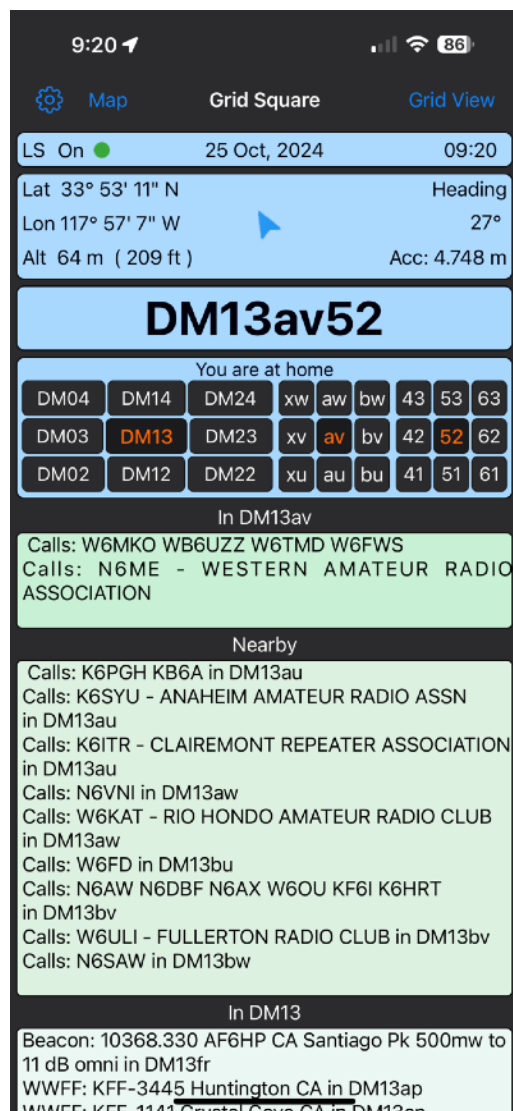 9:20
86
Map Grid Square Grid View
LS On 25 Oct, 2024 09:20
Lat 33° 53' 11" N Heading
Lon 117° 57' 7" W 27°
Alt 64 m ( 209 ft ) Acc: 4.748 m
DM13av52
You are at home
DM04 DM14 DM24 xw aw bw 43 53 63
DM03 DM13 DM23 xv av bv 42 52 62
DM02 DM12 DM22 xu au bu 41 51 61
In DM13av
Calls: W6MKO WB6UZZ W6TMD W6FWS
Calls: N6ME - WESTERN AMATEUR RADIO
ASSOCIATION
Nearby
Calls: K6PGH KB6A in DM13au
Calls: K6SYU - ANAHEIM AMATEUR RADIO ASSN
in DM13au
Calls: K6ITR - CLAIREMONT REPEATER ASSOCIATION
in DM13au
Calls: N6VNI in DM13aw
Calls: W6KAT - RIO HONDO AMATEUR RADIO CLUB
in DM13aw
Calls: W6FD in DM13bu
Calls: N6AW N6DBF N6AX W6OU KF6I K6HRT
in DM13bv
Calls: W6ULI - FULLERTON RADIO CLUB in DM13bv
Calls: N6SAW in DM13bw
In DM13
Beacon: 10368.330 AF6HP CA Santiago Pk 500mw to
11 dB omni in DM13fr
WWFF: KFF-3445 Huntington CA in DM13ap
WWFF: KFF-1141 Crystal Cove CA in DM13